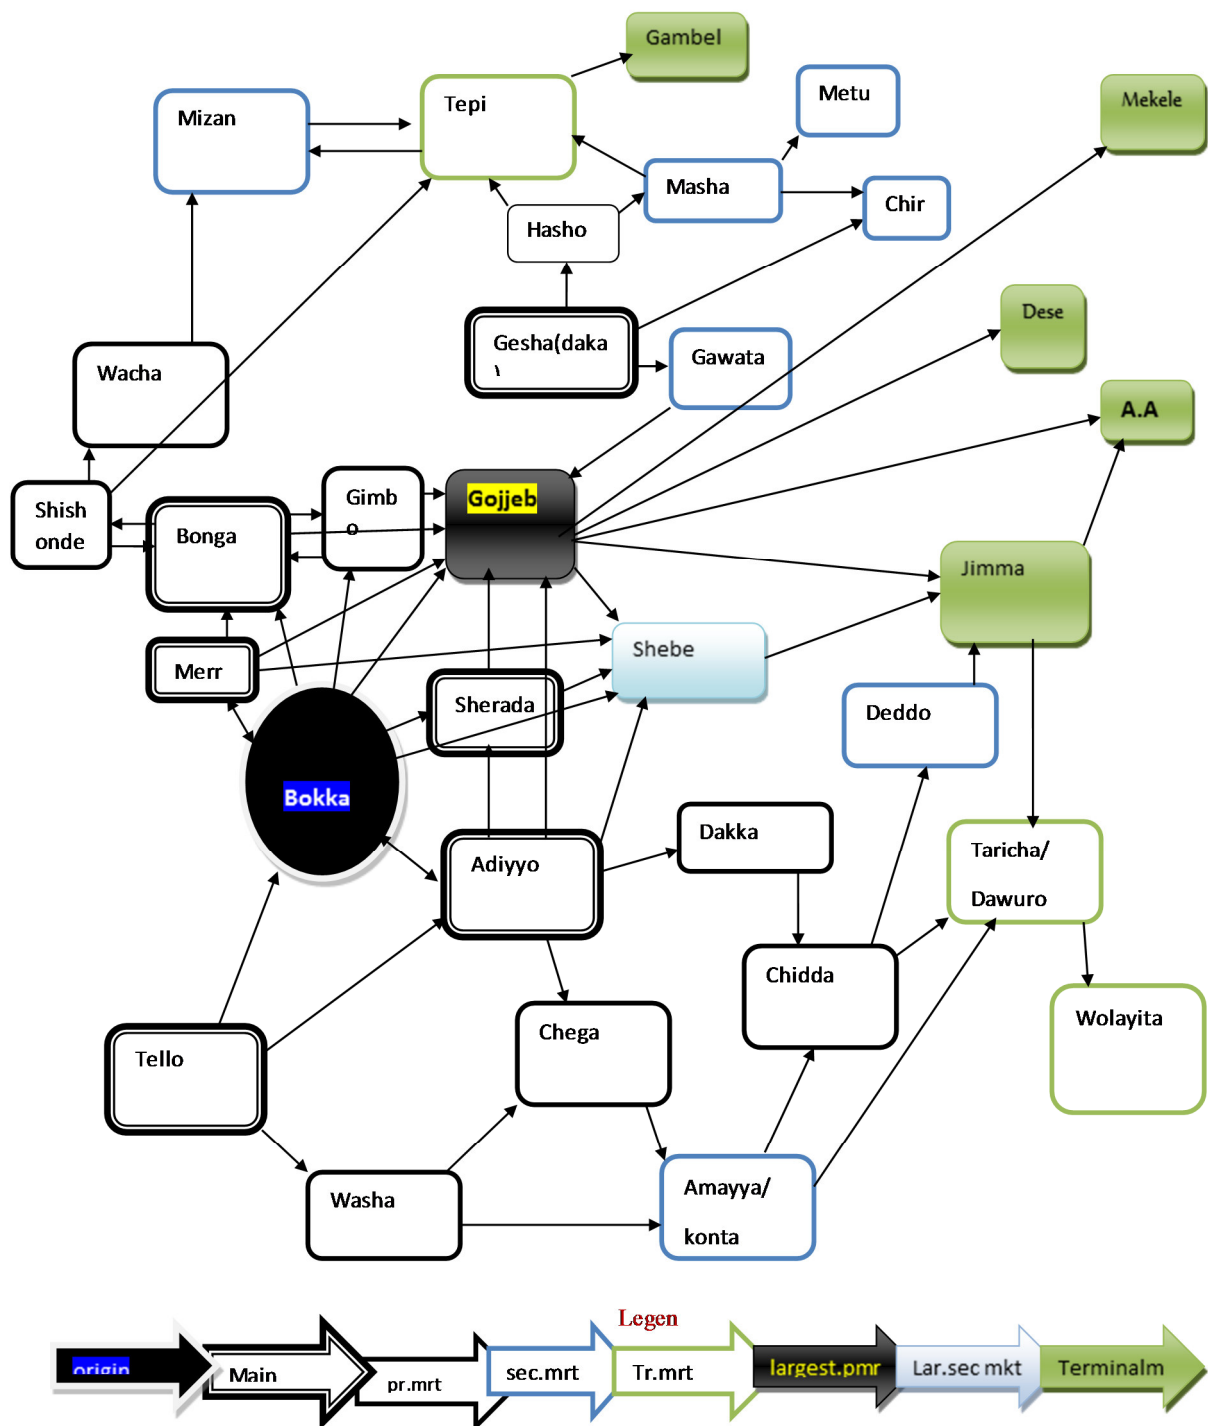 Gambel
Mekele
Metu
Tepi
Mizan
Masha
Chir
Hasho
Dese
Gesha(daka
Gawata
Wacha
A.A
Gojjeb
Gimb
o
Shish
onde
Bonga
Jimma
Shebe
Merr
Sherada
Deddo
Bokka
Dakka
Taricha/
Dawuro
Adiyyo
Chidda
Wolayita
Chega
Tello
Washa
Amayya/
konta
Legen
origin
Main
pr.mrt
sec.mrt
Tr.mrt
largest.pmr
Lar.sec mkt
Terminalm